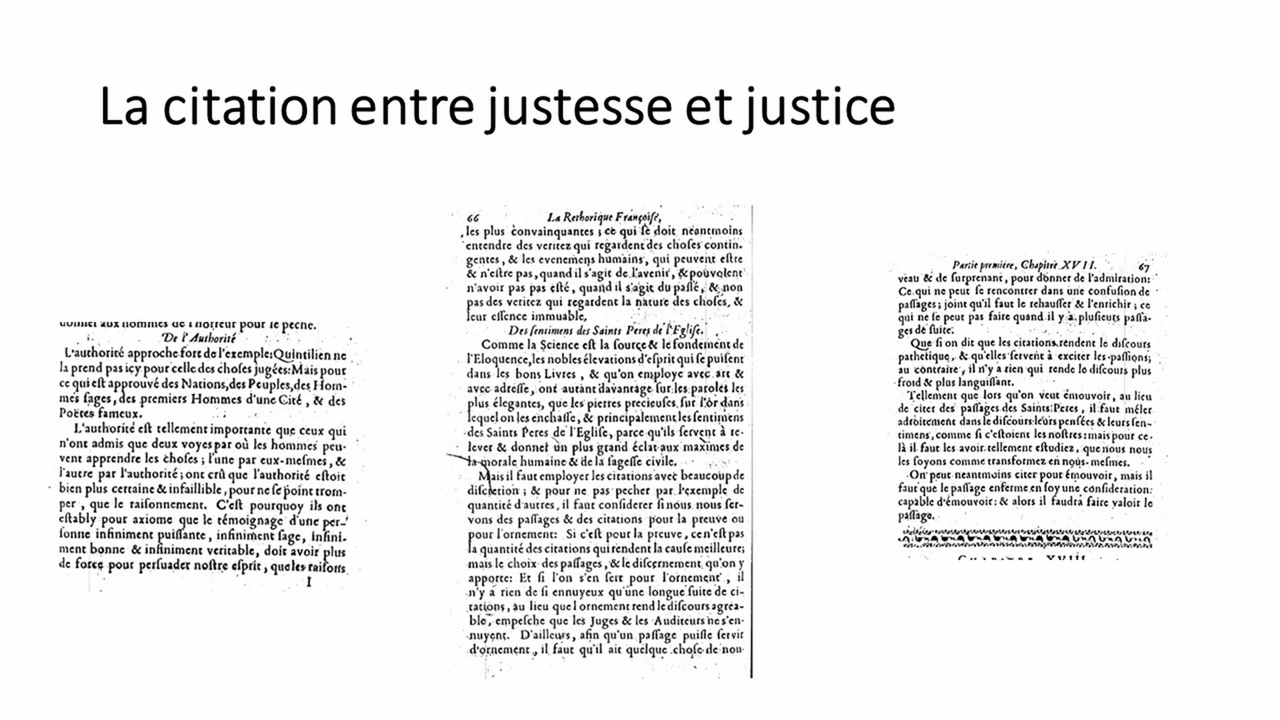 La citation entre justesse et justice
donner aux hommes de l'horreur pour le peché.
De l'Authorité
L'authorité approche fort de l'exemple; Quintilien ne
la prend pas icy pour celle des choses jugées: Mais pour
ce qui est approuvé des Nations, des Peuples, des Hom-
mes sages, des premiers Hommes d'une Cité, & des
Poëtes fameux.
L'authorité est tellement importante que ceux qui
n'ont admis que deux voyes par où les hommes peu-
vent apprendre les choses; l'une par eux-mesmes, &
l'autre par l'authorité; ont crû que l'authorité estoit
bien plus certaine & infaillible, pour ne se point trom-
per, que le raisonnement. C'est pourquoy ils ont
estably pour axiome que le témoignage d'une per-
sonne infiniment puissante, infiniment sage, infini-
ment bonne & infiniment veritable, doit avoir plus
de force pour persuader nostre esprit, que les raisons
I
66 La Rethorique Françoise,
les plus convainquantes; ce qui se doit neantmoins
entendre des veritez qui regardent des choses contin-
gentes, & les evenemens humains, qui peuvent estre
& n'estre pas, quand il s'agit de l'avenir, & pouvoient
n'avoir pas pas esté, quand il s'agit du passé, & non
pas des veritez qui regardent la nature des choses, &
leur essence immuable.
Des sentimens des Saints Peres de l'Eglise.
Comme la Science est la source & le fondement de
l'Eloquence, les nobles élevations d'esprit qui se puisent
dans les bons Livres, & qu'on employe avec art &
avec adresse, ont autant davantage sur les paroles les
plus élegantes, que les pierres precieuses sur l'or dans
lequel on les enchasse, & principalement les sentimens
des Saints Peres de l'Eglise, parce qu'ils servent à re-
lever & donnent un plus grand éclat aux maximes de
la morale humaine & de la sagesse civile.
Mais il faut employer les citations avec beaucoup de
discretion; & pour ne pas pecher par l'exemple de
quantité d'autres, il faut considerer si nous nous ser-
vons des passages & des citations pour la preuve ou
pour l'ornement: Si c'est pour la preuve, ce n'est pas
la quantité des citations qui rendent la cause meilleure;
mais le choix des passages, & le discernement qu'on y
apporte: Et si l'on s'en sert pour l'ornement, il
n'y a rien de si ennuyeux qu'une longue suite de ci-
tations, au lieu que l'ornement rend le discours agrea-
ble, empesche que les Juges & les Auditeurs ne s'en-
nuyent. D'ailleurs, afin qu'un passage puisse servir
d'ornement, il faut qu'il ait quelque chose de nou-
Partie premiere, Chapitre XVII. 67
veau & de surprenant, pour donner de l'admiration:
Ce qui ne peut se rencontrer dans une confusion de
passages; joint qu'il faut le rehausser & l'enrichir; ce
qui ne se peut pas faire quand il y a plusieurs passa-
ges de suite.
Que si on dit que les citations rendent le discours
pathetique, & qu'elles servent à exciter les passions;
au contraire, il n'y a rien qui rende le discours plus
froid & plus languissant.
Tellement que lors qu'on veut émouvoir, au lieu
de citer des passages des Saints Peres, il faut méler
adroitement dans le discours leurs pensées & leurs sen-
timens, comme si c'estoient les nostres: mais pour ce-
là il faut les avoir tellement estudiez, que nous nous
les soyons comme transformez en nous-mesmes.
On peut neantmoins citer pour émouvoir, mais il
faut que le passage enferme en soy une consideration
capable d'émouvoir: & alors il faudra faire valoir le
passage.
CHAPITRE XVIII.